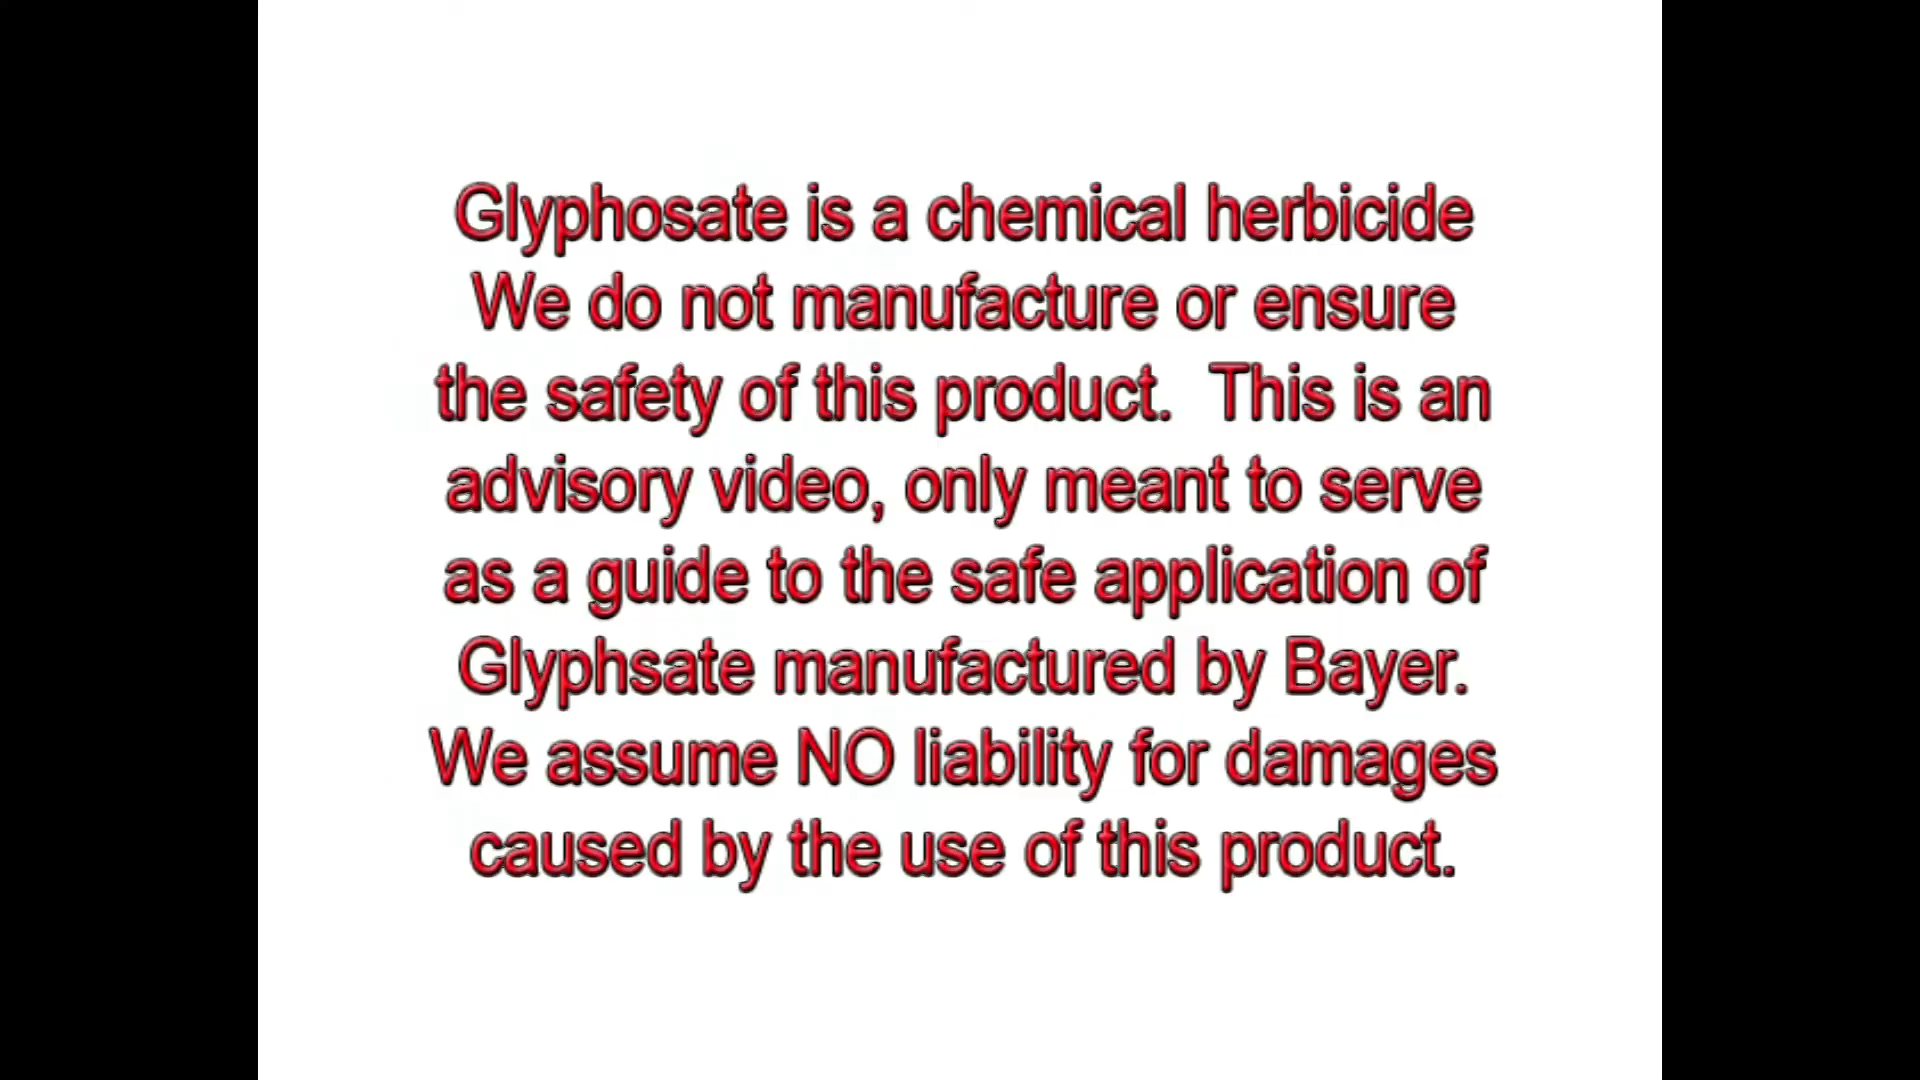 Glyphosate is a chemical herbicide
We do not manufacture or ensure
the safety of this product.  This is an
advisory video, only meant to serve
as a guide to the safe application of
Glyphsate manufactured by Bayer.
We assume NO liability for damages
caused by the use of this product.